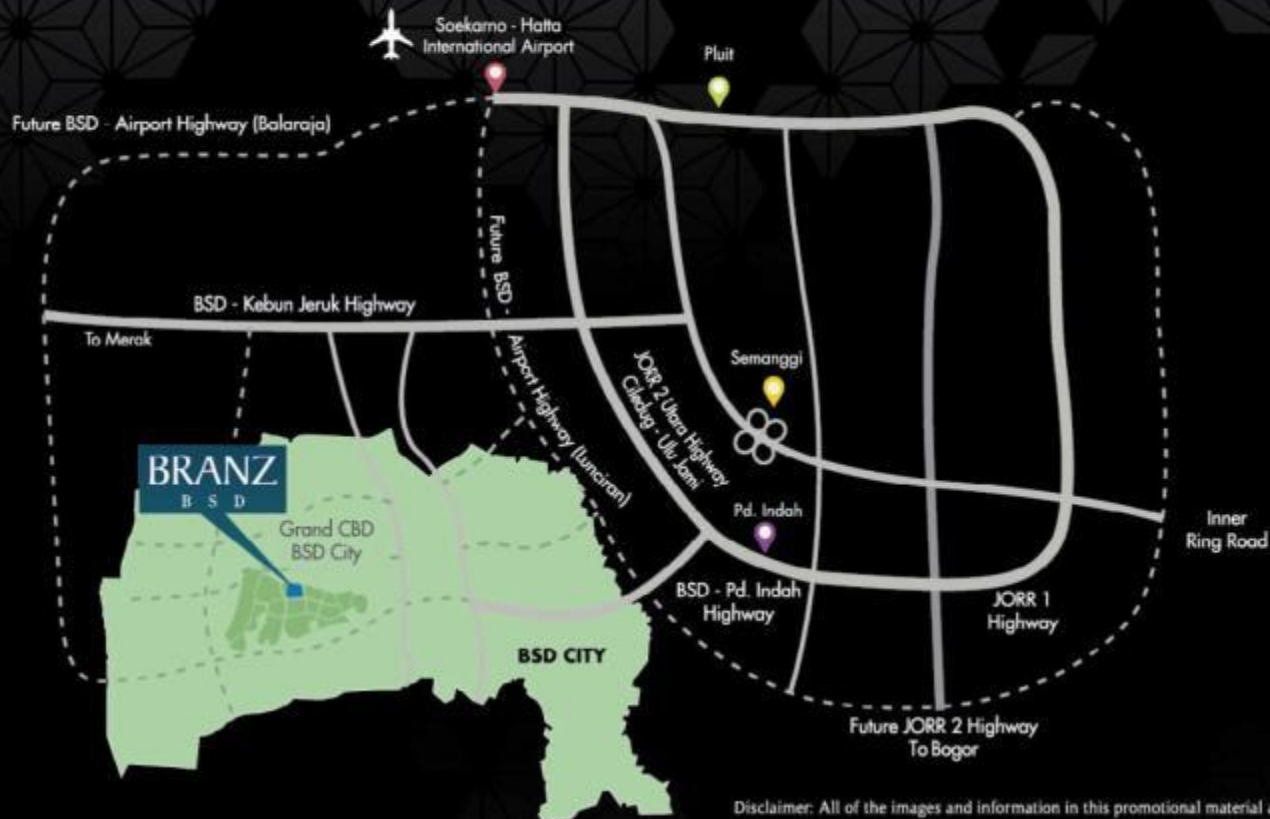 Soekarno - Hatta
International Airport
Pluit
Future BSD - Airport Highway (Balaraja)
Future BSD - Airport Highway (Lunciran)
BSD - Kebun Jeruk Highway
To Merak
JORR 2 Utara Highway
Ciledug - Ulu Jami
Semanggi
BRANZ
BSD
Grand CBD
BSD City
Pd. Indah
Inner
Ring Road
BSD - Pd. Indah
Highway
JORR 1
Highway
BSD CITY
Future JORR 2 Highway
To Bogor
Disclaimer: All of the images and information in this promotional material